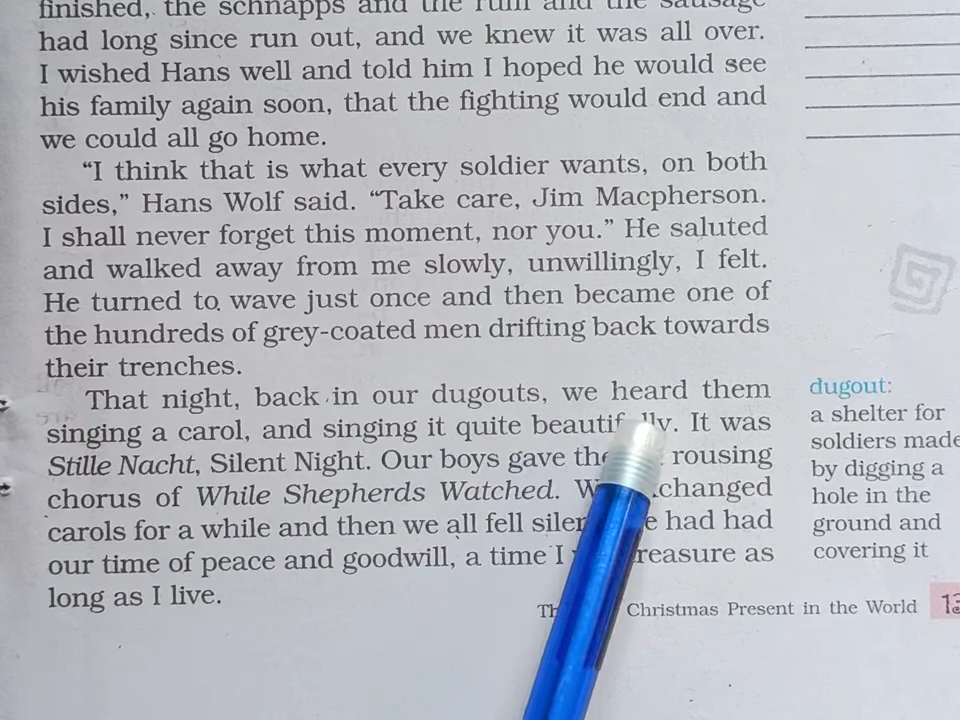 finished, the schnapps and the rum and the sausage
had long since run out, and we knew it was all over.
I wished Hans well and told him I hoped he would see
his family again soon, that the fighting would end and
we could all go home.
“I think that is what every soldier wants, on both
sides,” Hans Wolf said. “Take care, Jim Macpherson.
I shall never forget this moment, nor you.” He saluted
and walked away from me slowly, unwillingly, I felt.
He turned to wave just once and then became one of
the hundreds of grey-coated men drifting back towards
their trenches.
That night, back in our dugouts, we heard them
singing a carol, and singing it quite It was
Stille Nacht, Silent Night. Our boys gave rousing
chorus of While Shepherds Watched.
carols for a while and then we all fell had had
our time of peace and goodwill, a time I as
long as I live.
dugout:
a shelter for
soldiers made
by digging a
hole in the
ground and
covering it
Christmas Present in the World